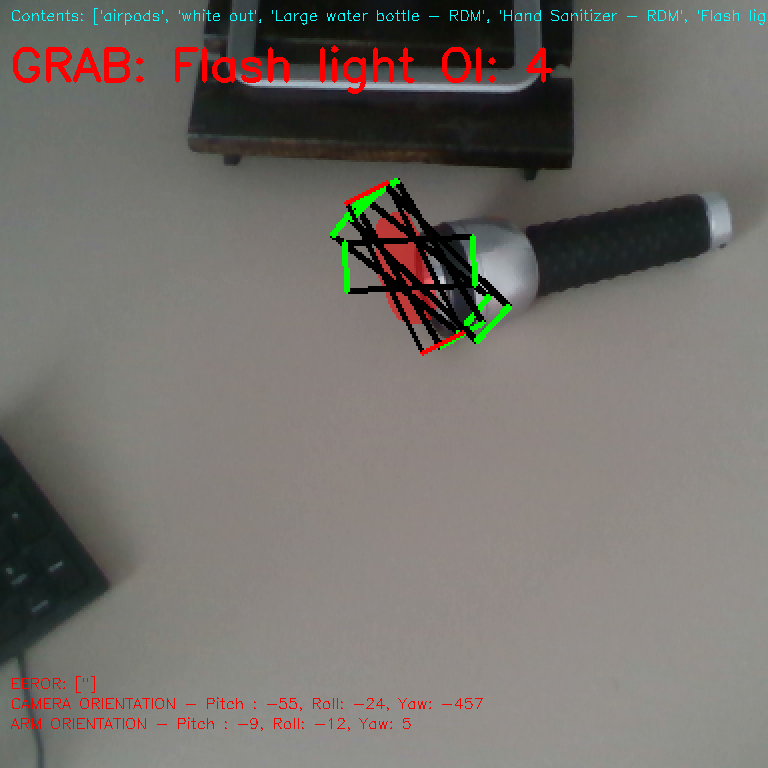 Contents: ['airpods', 'white out', 'Large water bottle - RDM', 'Hand Sanitizer - RDM', 'Flash lig
GRAB: Flash light OI: 4
EEROR: ['']
CAMERA ORIENTATION - Pitch : -55, Roll: -24, Yaw: -457
ARM ORIENTATION - Pitch : -9, Roll: -12, Yaw: 5